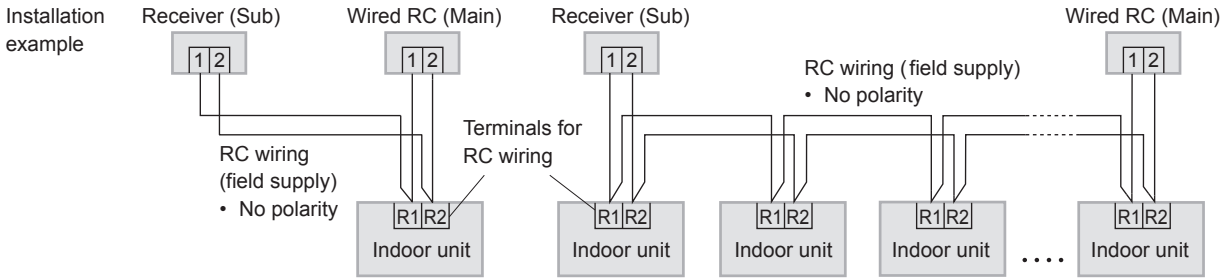 Installation
example
Receiver (Sub)
Wired RC (Main)
Receiver (Sub)
Wired RC (Main)
1 2
1 2
1 2
1 2
RC wiring (field supply)
• No polarity
Terminals for
RC wiring
RC wiring
(field supply)
• No polarity
R1 R2
R1 R2
R1 R2
R1 R2
R1 R2
Indoor unit
Indoor unit
Indoor unit
Indoor unit
....
Indoor unit